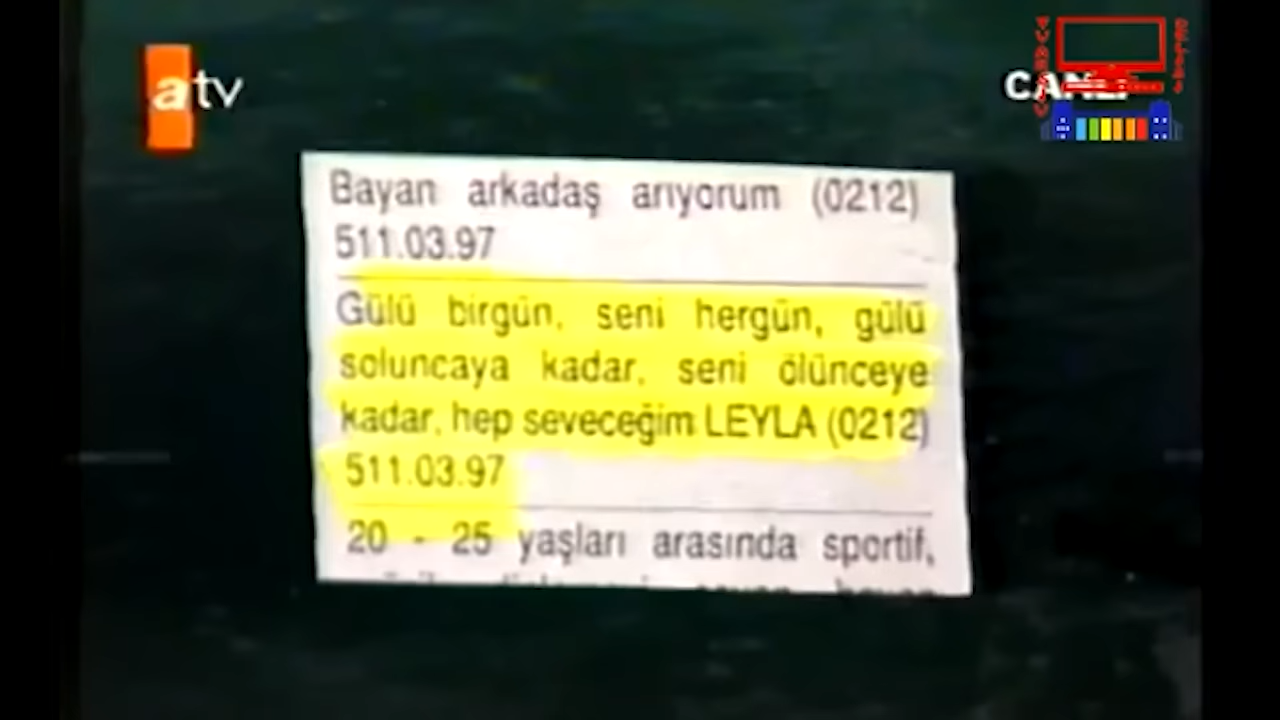 atv
CANLI
Bayan arkadaş arıyorum (0212)
511.03.97
Gülü birgün, seni hergün, gülü
soluncaya kadar, seni ölünceye
kadar, hep seveceğim LEYLA (0212)
511.03.97
20 - 25 yaşları arasında sportif,